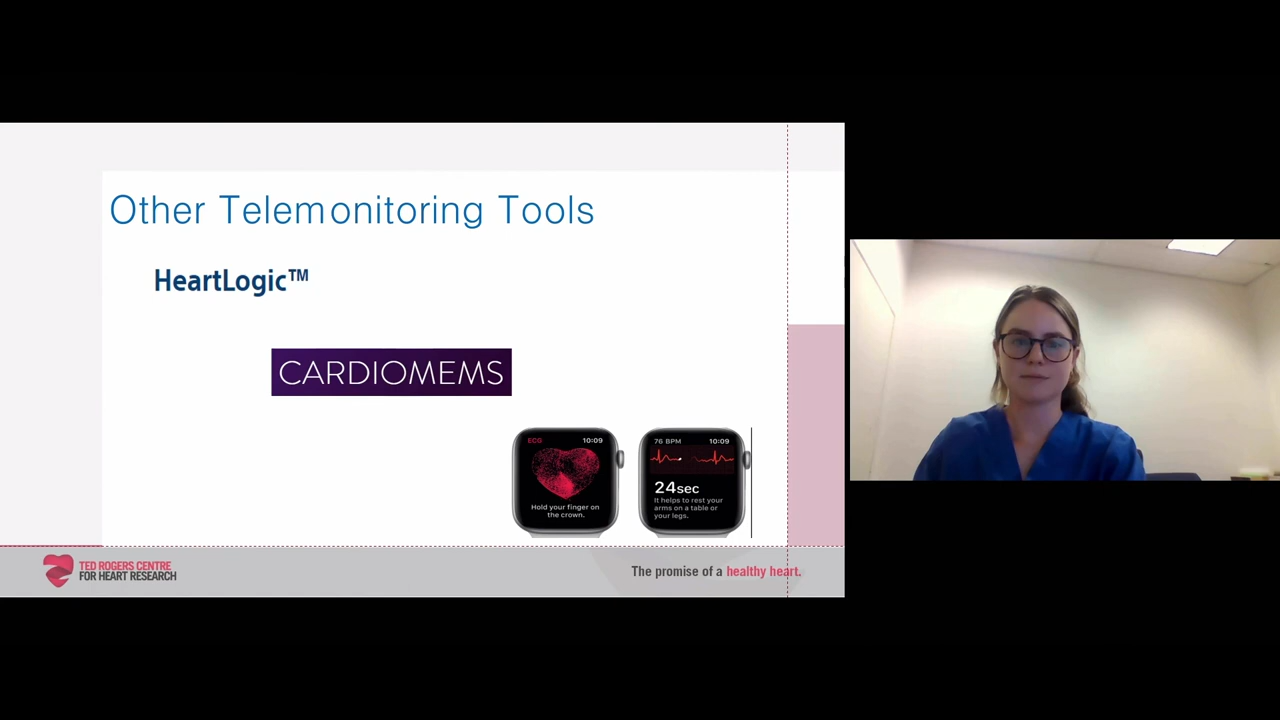 Other Telemonitoring Tools
HeartLogic™
CARDIOMEMS
ECG 10:09
Hold your finger on
the crown.
76 BPM 10:09
24sec
It helps to rest your
arms on a table or
your legs.
TED ROGERS CENTRE
FOR HEART RESEARCH
The promise of a healthy heart.